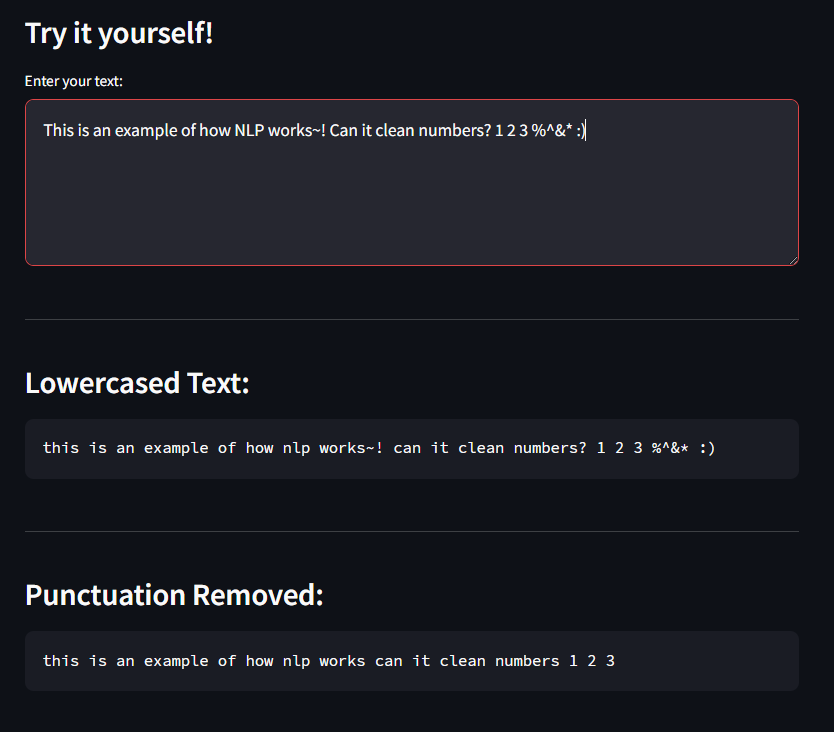 Try it yourself!
Enter your text:
This is an example of how NLP works~! Can it clean numbers? 1 2 3 %^&* :)
Lowercased Text:
this is an example of how nlp works~! can it clean numbers? 1 2 3 %^&* :)
Punctuation Removed:
this is an example of how nlp works can it clean numbers 1 2 3